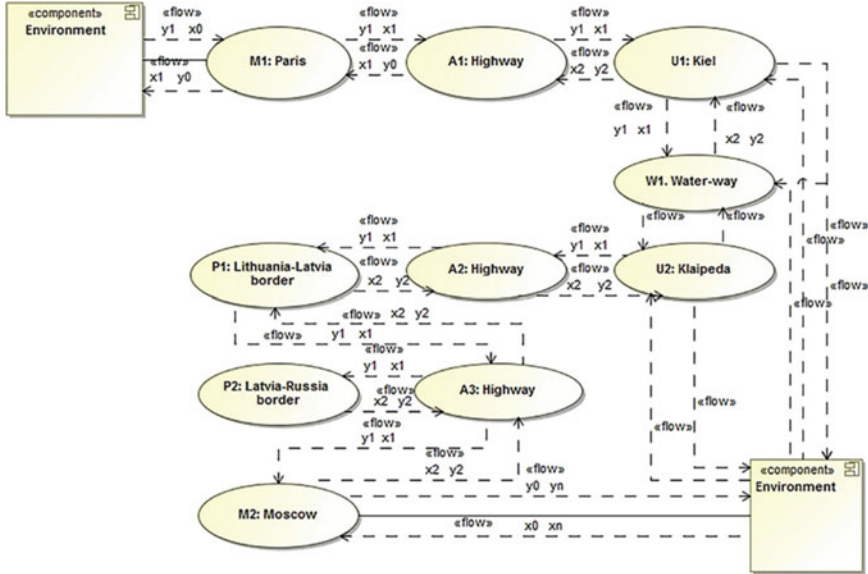 «component»
Environment
«flow»
y1 x0
«flow»
x1 y0
M1: Paris
«flow»
y1 x1
«flow»
x1 y0
A1: Highway
«flow»
y1 x1
«flow»
x2 y2
U1: Kiel
«flow»
y1 x1
«flow»
x2 y2
W1. Water-way
«flow»
«flow»
«flow»
«flow»
«flow»
«flow»
P1: Lithuania-Latvia
border
«flow»
y1 x1
«flow»
x2 y2
A2: Highway
«flow»
y1 x1
«flow»
x2 y2
U2: Klaipeda
«flow» x2 y2
«flow» y1 x1
«flow»
y1 x1
P2: Latvia-Russia
border
«flow»
x2 y2
A3: Highway
«flow»
y1 x1
x2 y2
«flow»
«flow»
«flow»
y0 yn
M2: Moscow
«flow» x0 xn
«component»
Environment